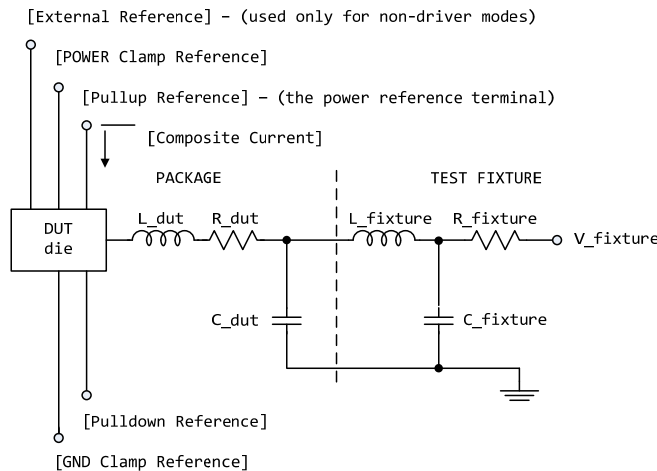 [External Reference] – (used only for non-driver modes)
[POWER Clamp Reference]
[Pullup Reference] – (the power reference terminal)
[Composite Current]
PACKAGE
TEST FIXTURE
L_dut
R_dut
L_fixture
R_fixture
DUT
die
V_fixture
C_dut
C_fixture
[Pulldown Reference]
[GND Clamp Reference]